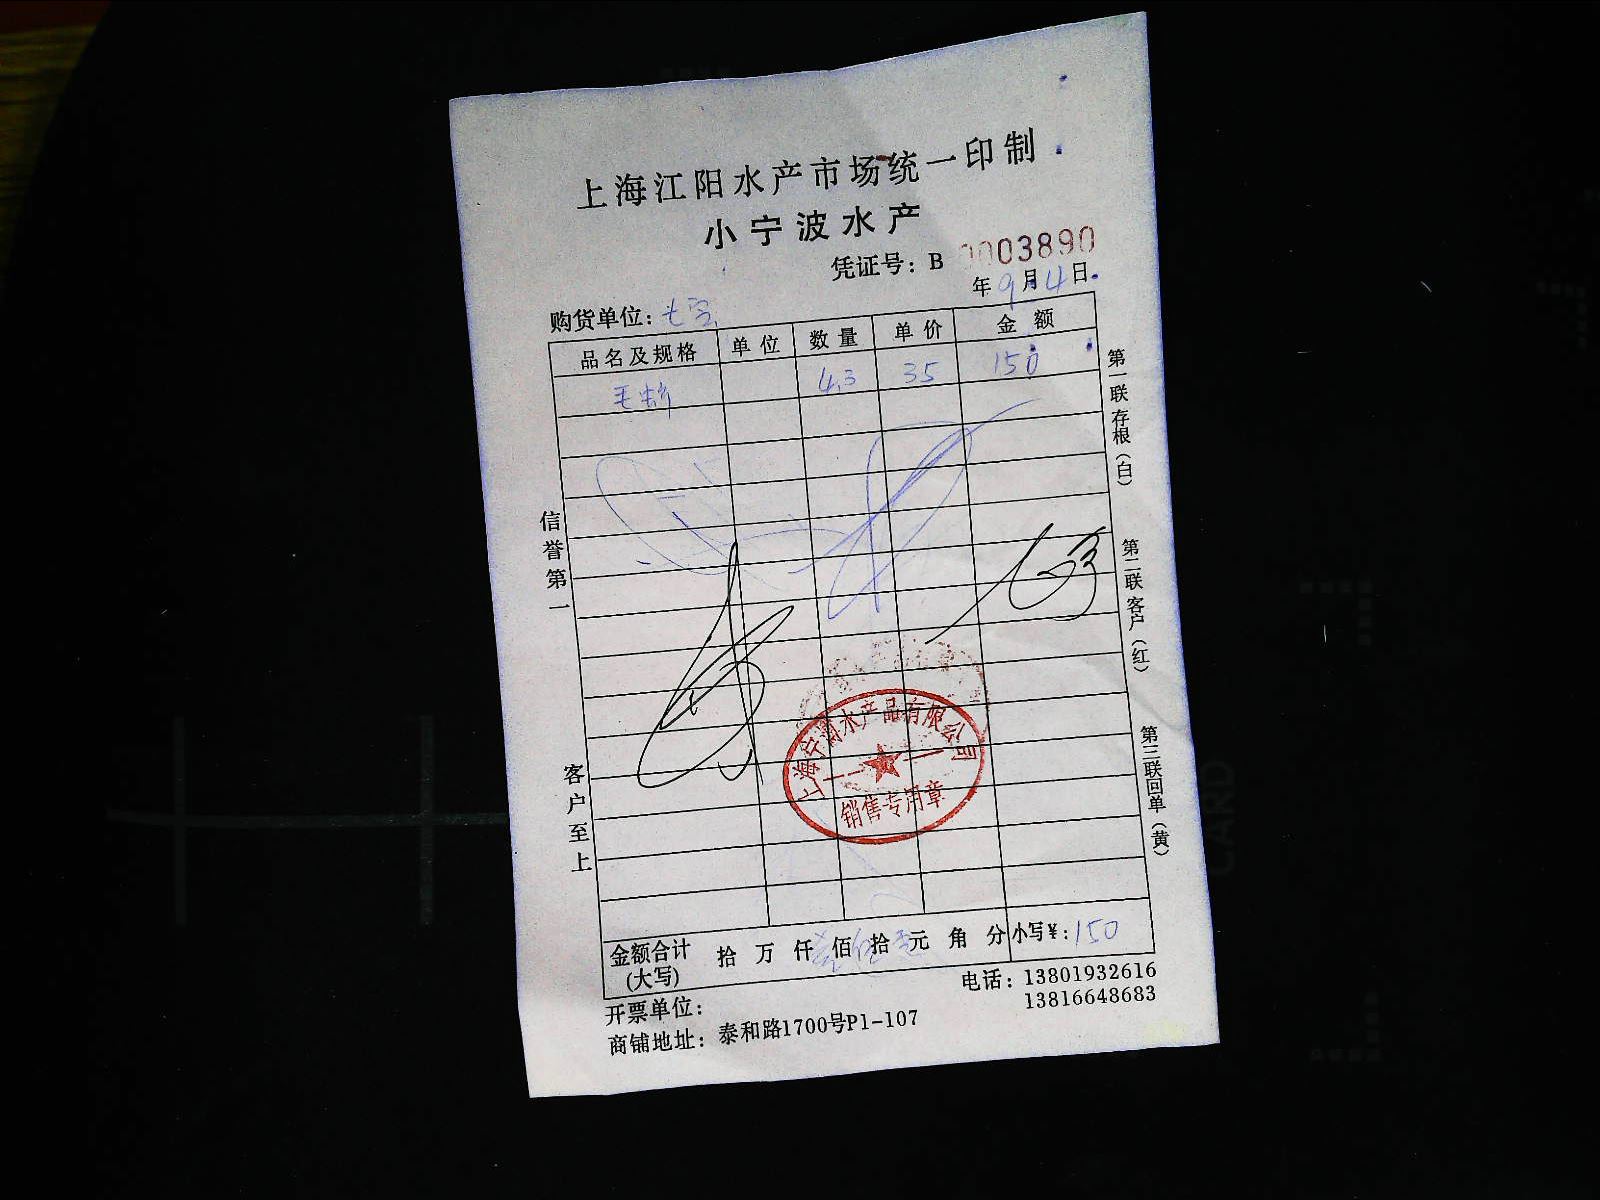 上海江阳水产市场统一印制
小宁波水产
凭证号：B 0003890
年9月4日
购货单位：
品名及规格 单位 数量 单价 金额
毛蚶 4.3 35 150
信誉第一
客户至上
第一联存根（白）
第二联客户（红）
第三联回单（黄）
水产品有限公司
销售专用章
金额合计(大写) 拾 万 仟 佰 拾 元 角 分 小写¥：150
开票单位：
电话：13801932616
13816648683
商铺地址：泰和路1700号P1-107